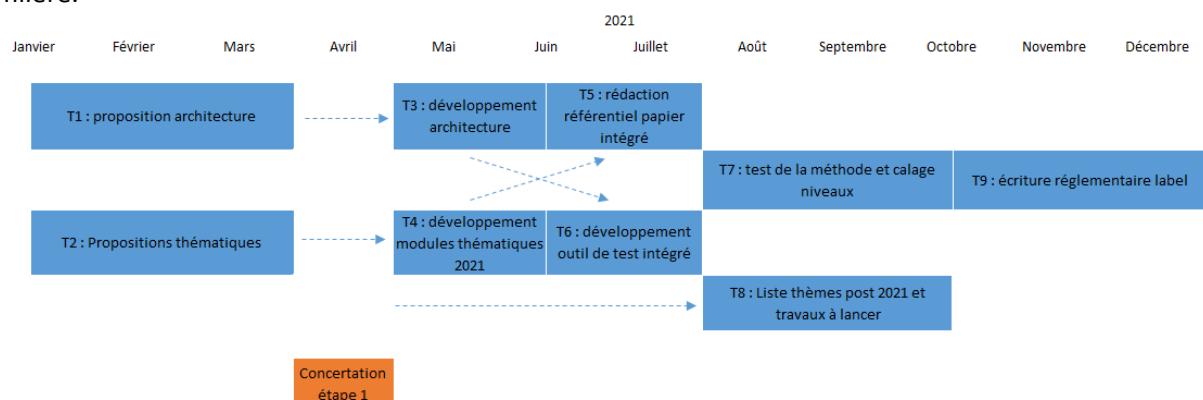 2021
Janvier Février Mars Avril Mai Juin Juillet Août Septembre Octobre Novembre Décembre
T1 : proposition architecture
T3 : développement
architecture
T5 : rédaction
référentiel papier
intégré
T7 : test de la méthode et calage
niveaux
T9 : écriture réglementaire label
T2 : Propositions thématiques
T4 : développement
modules thématiques
2021
T6 : développement
outil de test intégré
T8 : Liste thèmes post 2021 et
travaux à lancer
Concertation
étape 1